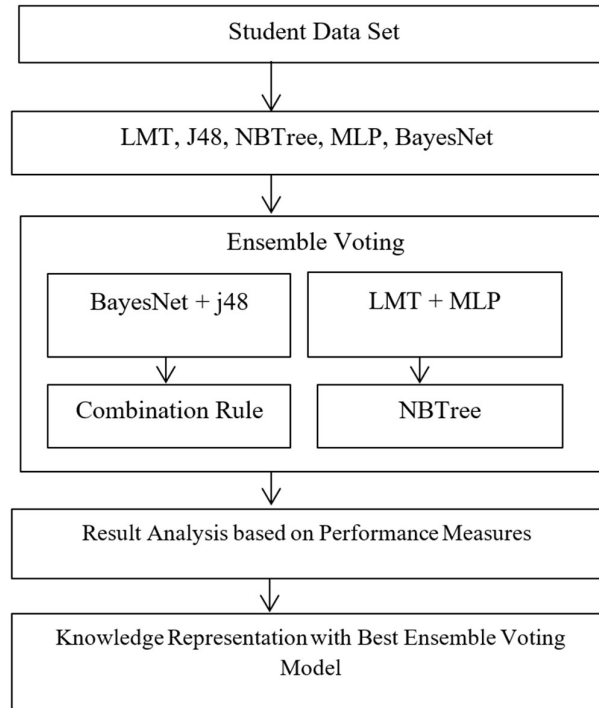 Student Data Set
LMT, J48, NBTree, MLP, BayesNet
Ensemble Voting
BayesNet + j48
LMT + MLP
Combination Rule
NBTree
Result Analysis based on Performance Measures
Knowledge Representation with Best Ensemble Voting
Model